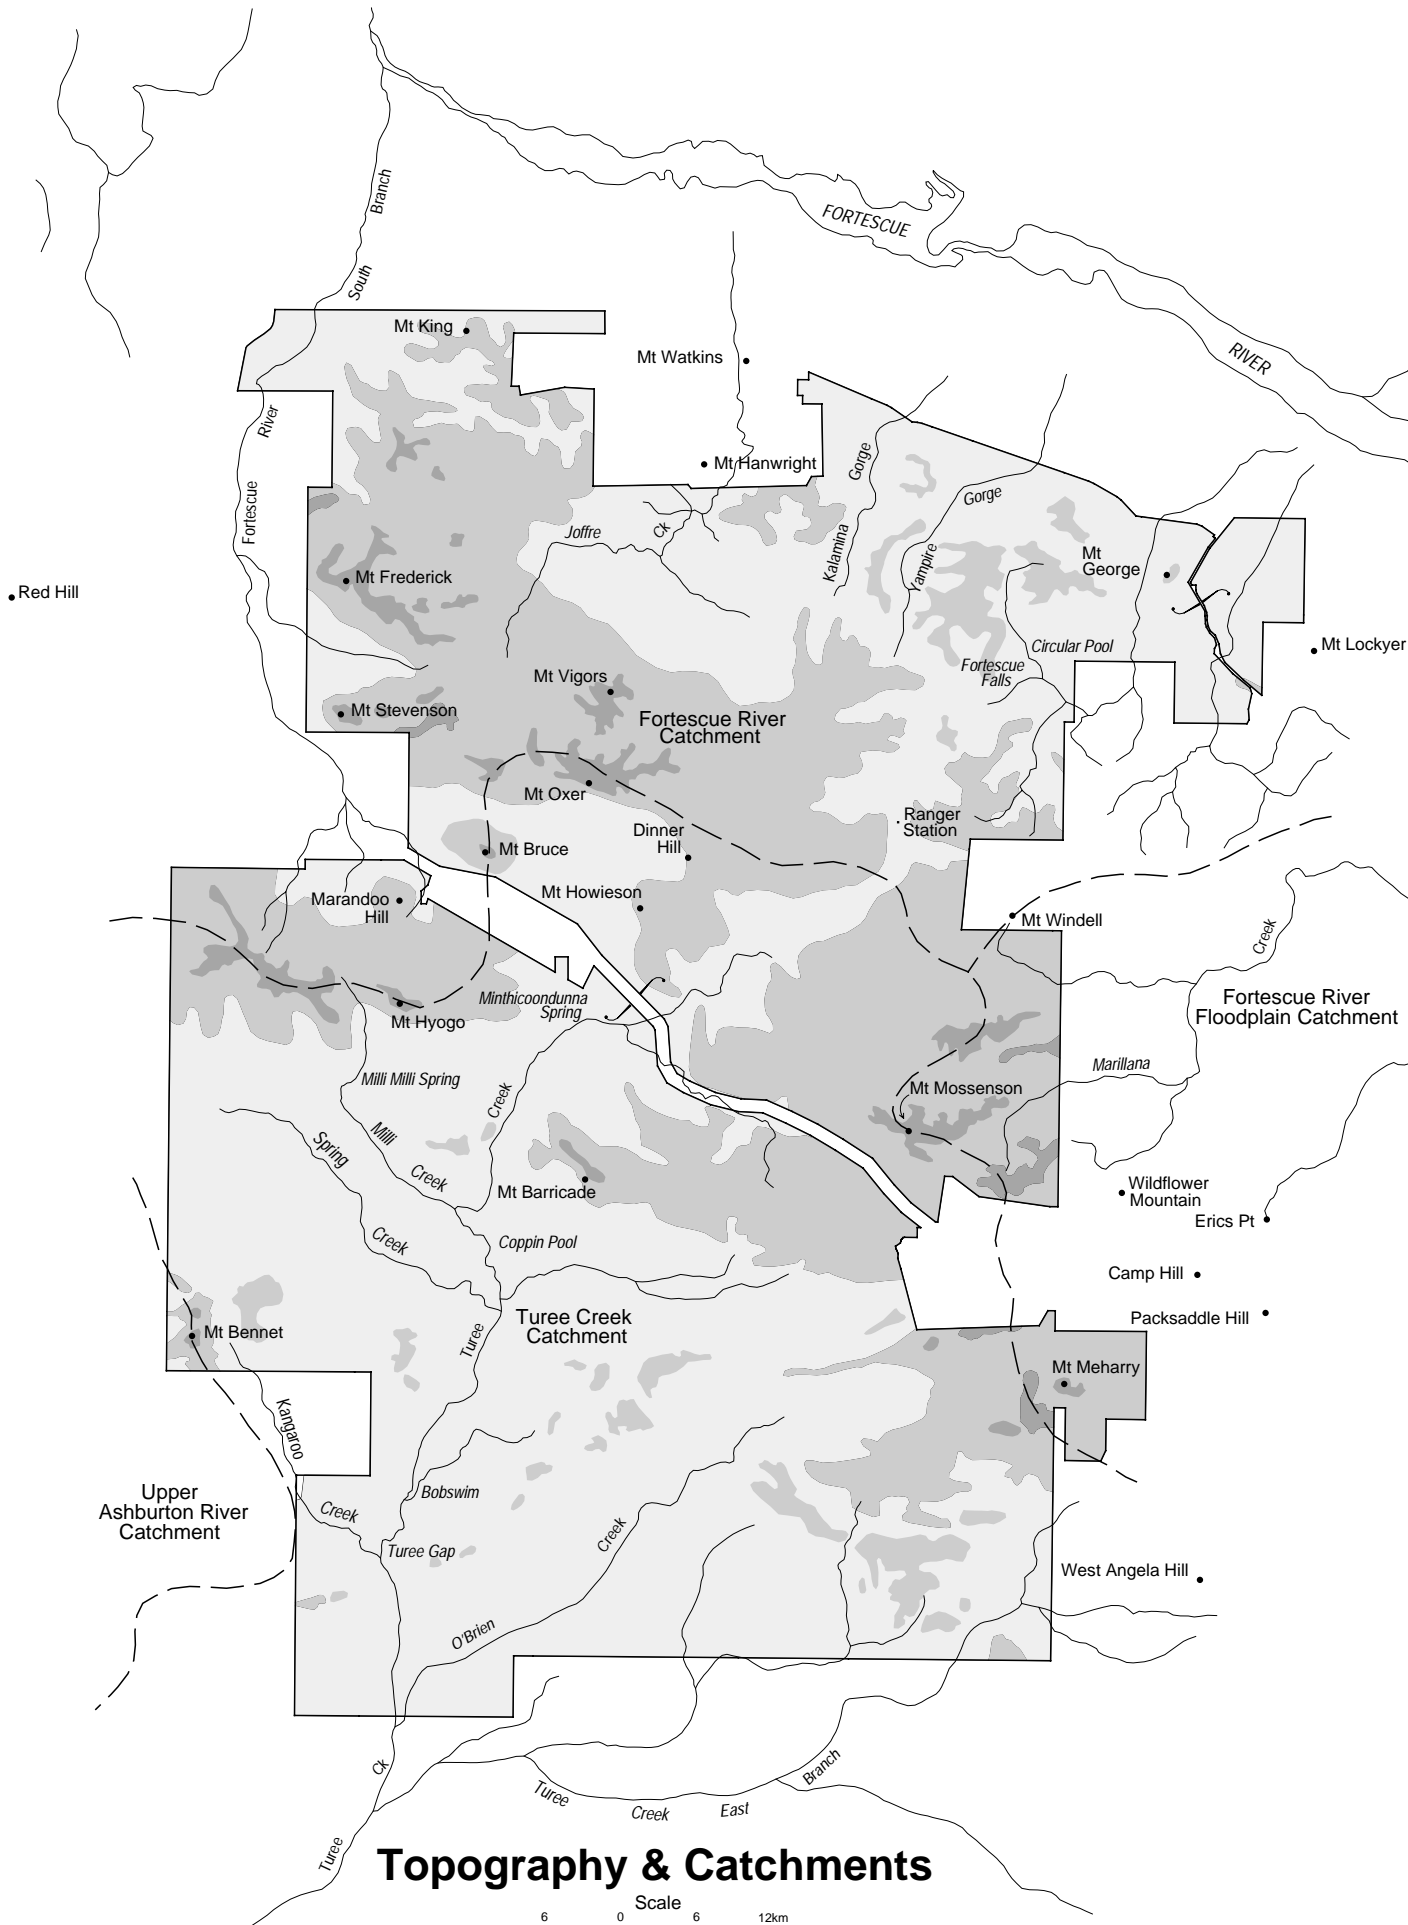 Branch
FORTESCUE
South
Mt King
RIVER
Mt Watkins
River
Mt Hanwright
Gorge
Gorge
Fortescue
Joffre
Ck
Kalamina
Yampire
Mt
George
Mt Frederick
Red Hill
Circular Pool
Mt Lockyer
Fortescue
Falls
Mt Vigors
Mt Stevenson
Fortescue River
Catchment
Mt Oxer
Ranger
Station
Dinner
Hill
Mt Bruce
Mt Howieson
Marandoo
Hill
Mt Windell
Creek
Minthicoondunna
Spring
Fortescue River
Floodplain Catchment
Mt Hyogo
Marillana
Milli Milli Spring
Mt Mossenson
Creek
Milli
Spring
Creek
Mt Barricade
Wildflower
Mountain
Erics Pt
Creek
Coppin Pool
Camp Hill
Packsaddle Hill
Turee Creek
Catchment
Mt Bennet
Turee
Mt Meharry
Kangaroo
Upper
Ashburton River
Catchment
Bobswim
Creek
Creek
Turee Gap
West Angela Hill
O'Brien
Ck
Branch
Turee
Creek
East
Turee
Topography & Catchments
Scale
6 0 6 12km